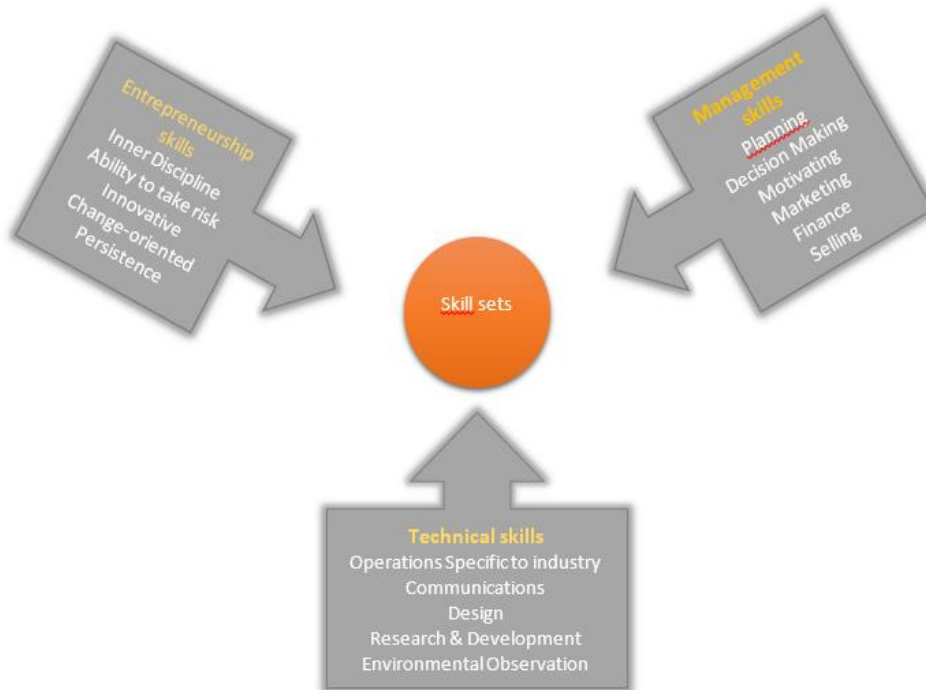 Entrepreneurship
skills
Inner Discipline
Ability to take risk
Innovative
Change-oriented
Persistence
Management
skills
Planning
Decision Making
Motivating
Marketing
Finance
Selling
Skill sets
Technical skills
Operations Specific to industry
Communications
Design
Research & Development
Environmental Observation